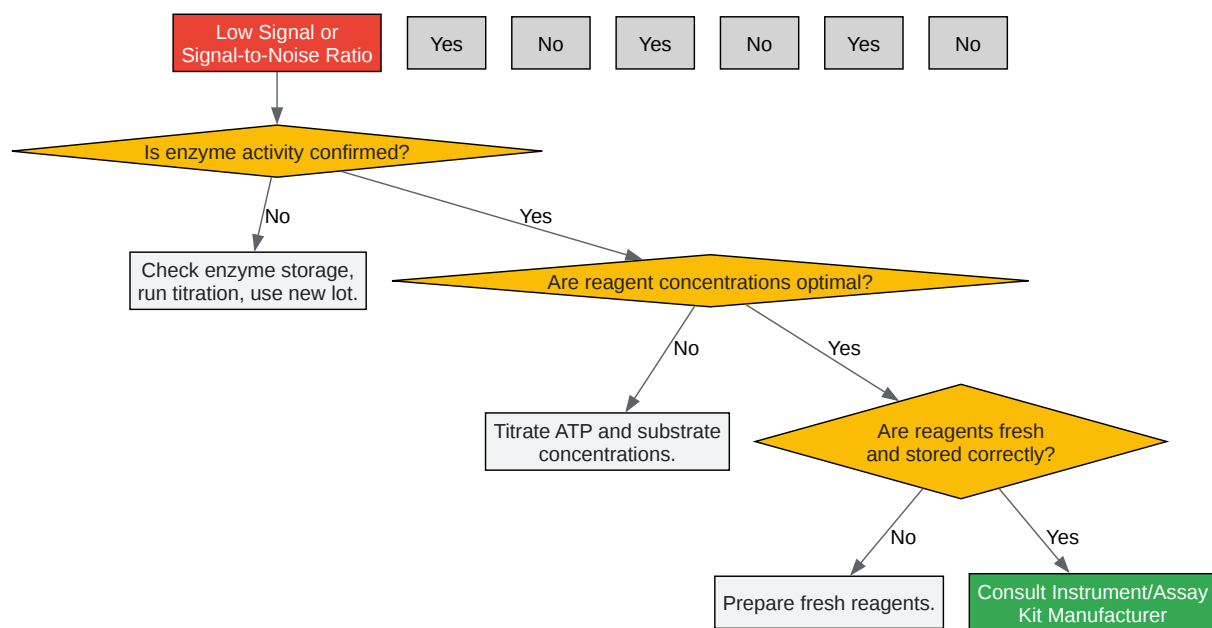 Low Signal or
Signal-to-Noise Ratio
Yes
No
Yes
No
Yes
No
Is enzyme activity confirmed?
No
Yes
Check enzyme storage,
run titration, use new lot.
Are reagent concentrations optimal?
No
Yes
Titrate ATP and substrate
concentrations.
Are reagents fresh
and stored correctly?
No
Yes
Prepare fresh reagents.
Consult Instrument/Assay
Kit Manufacturer